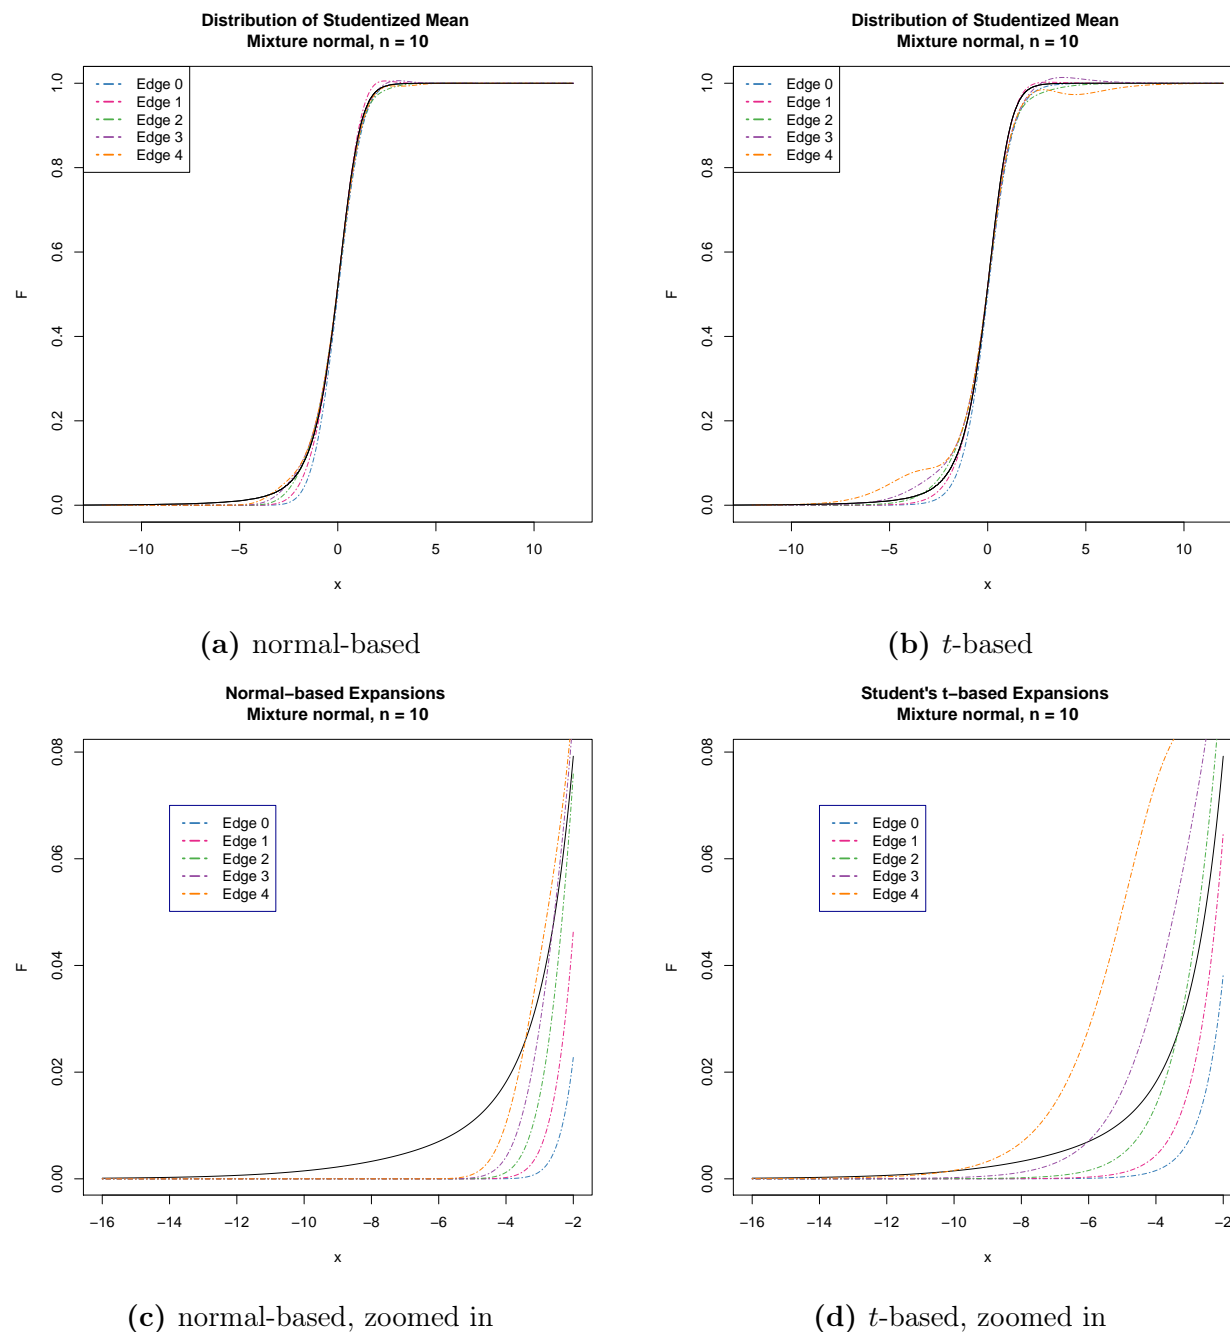 Distribution of Studentized Mean
Mixture normal, n = 10
Edge 0
Edge 1
Edge 2
Edge 3
Edge 4
0.0
0.2
0.4
0.6
0.8
1.0
F
−10
−5
0
5
10
x
(a) normal-based
Distribution of Studentized Mean
Mixture normal, n = 10
Edge 0
Edge 1
Edge 2
Edge 3
Edge 4
0.0
0.2
0.4
0.6
0.8
1.0
F
−10
−5
0
5
10
x
(b) t-based
Normal−based Expansions
Mixture normal, n = 10
Edge 0
Edge 1
Edge 2
Edge 3
Edge 4
0.00
0.02
0.04
0.06
0.08
F
−16
−14
−12
−10
−8
−6
−4
−2
x
(c) normal-based, zoomed in
Student's t−based Expansions
Mixture normal, n = 10
Edge 0
Edge 1
Edge 2
Edge 3
Edge 4
0.00
0.02
0.04
0.06
0.08
F
−16
−14
−12
−10
−8
−6
−4
−2
x
(d) t-based, zoomed in